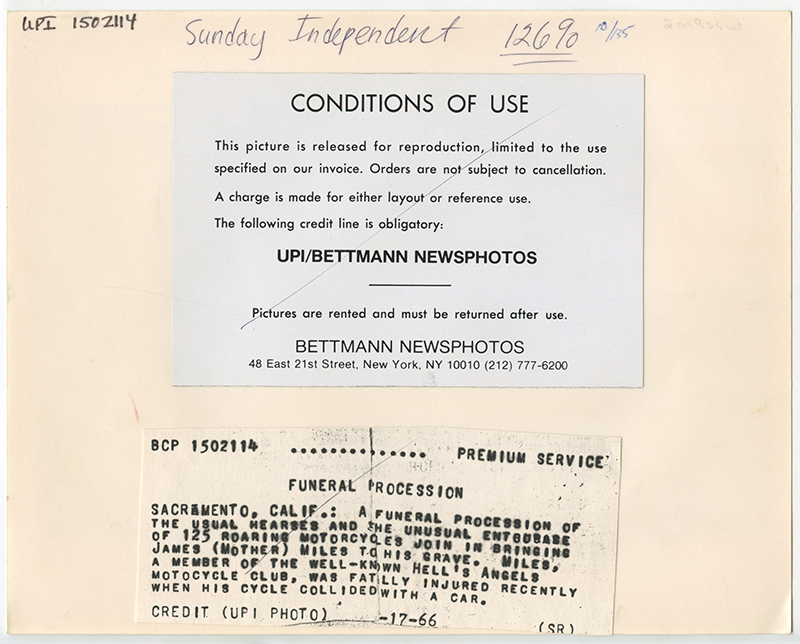 UPI 1502114
Sunday Independent 126% 10/135
CONDITIONS OF USE
This picture is released for reproduction, limited to the use
specified on our invoice. Orders are not subject to cancellation.
A charge is made for either layout or reference use.
The following credit line is obligatory:
UPI/BETTMANN NEWSPHOTOS
Pictures are rented and must be returned after use.
BETTMANN NEWSPHOTOS
48 East 21st Street, New York, NY 10010 (212) 777-6200
BCP 1502114 .............. PREMIUM SERVICE
FUNERAL PROCESSION
SACRAMENTO, CALIF.: A FUNERAL PROCESSION OF
THE USUAL HEARSES AND THE UNUSUAL ENTOUBASE
OF 125 ROARING MOTORCYCLES JOIN IN BRINGING
JAMES (MOTHER) MILES TO HIS GRAVE. MILES,
A MEMBER OF THE WELL-KNOWN HELL'S ANGELS
MOTOCYCLE CLUB, WAS FATLLY INJURED RECENTLY
WHEN HIS CYCLE COLLIDED WITH A CAR.
CREDIT (UPI PHOTO) -17-66 (SR)